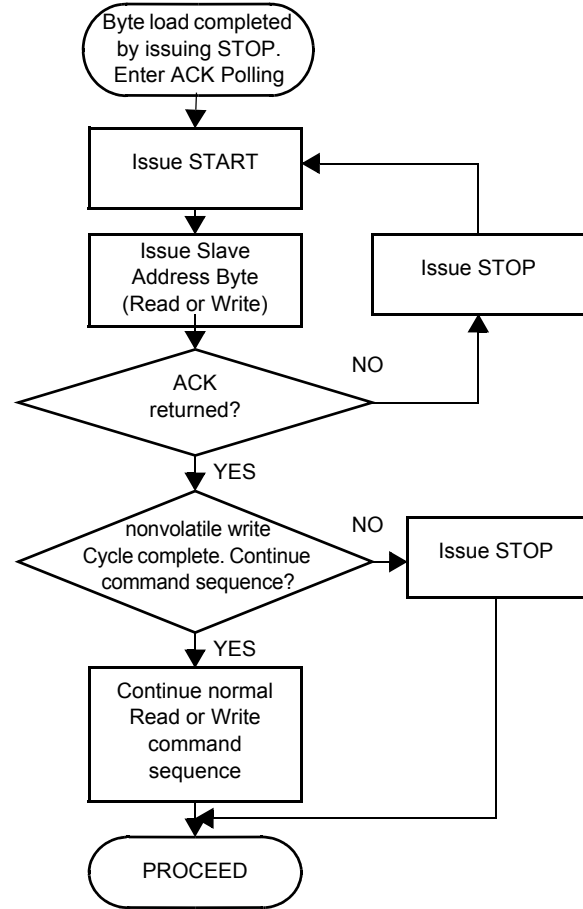 Byte load completed
by issuing STOP.
Enter ACK Polling
Issue START
Issue Slave
Address Byte
(Read or Write)
Issue STOP
ACK
returned?
NO
YES
nonvolatile write
Cycle complete. Continue
command sequence?
NO
Issue STOP
YES
Continue normal
Read or Write
command
sequence
PROCEED